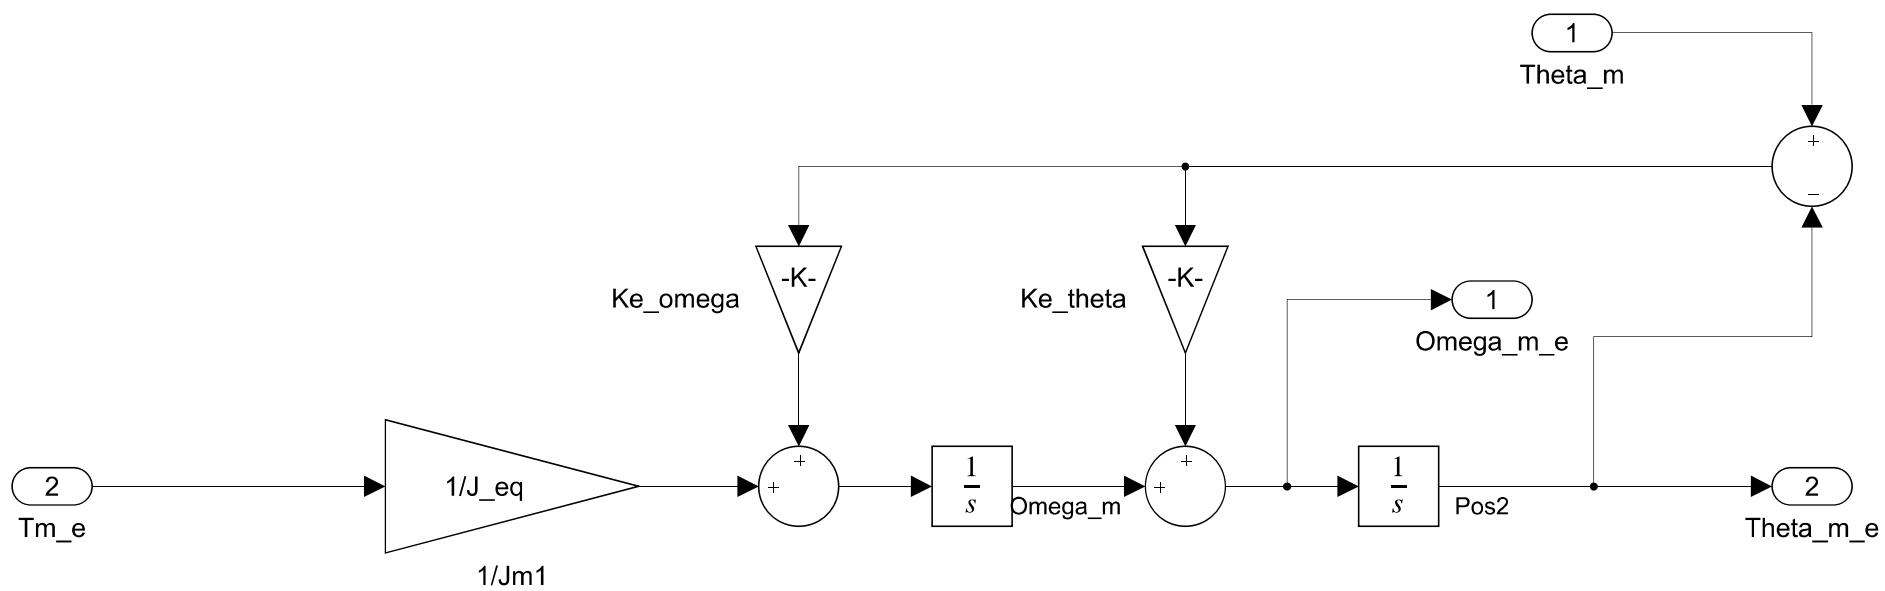 1
Theta_m
+
−
-K-
-K-
Ke_omega
Ke_theta
1
Omega_m_e
+
+
2
1/J_eq
+
1
s
Omega_m
+
1
s
Pos2
2
Tm_e
Theta_m_e
1/Jm1